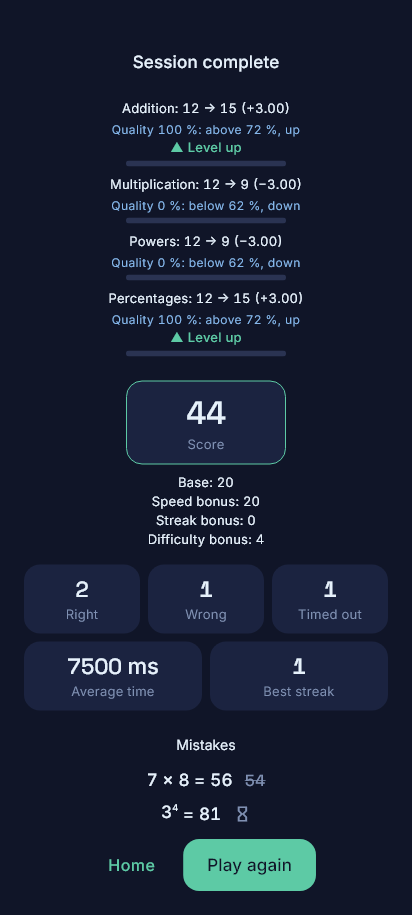 Session complete
Addition: 12 → 15 (+3.00)
Quality 100 %: above 72 %, up
▲ Level up
Multiplication: 12 → 9 (−3.00)
Quality 0 %: below 62 %, down
Powers: 12 → 9 (−3.00)
Quality 0 %: below 62 %, down
Percentages: 12 → 15 (+3.00)
Quality 100 %: above 72 %, up
▲ Level up
44
Score
Base: 20
Speed bonus: 20
Streak bonus: 0
Difficulty bonus: 4
2
Right
1
Wrong
1
Timed out
7500 ms
Average time
1
Best streak
Mistakes
7 × 8 = 56 54
3⁴ = 81
Home
Play again